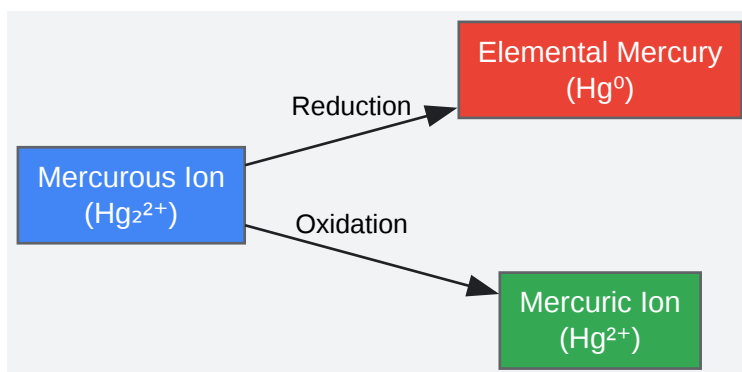 Elemental Mercury
(Hg⁰)
Reduction
Mercurous Ion
(Hg₂²⁺)
Oxidation
Mercuric Ion
(Hg²⁺)